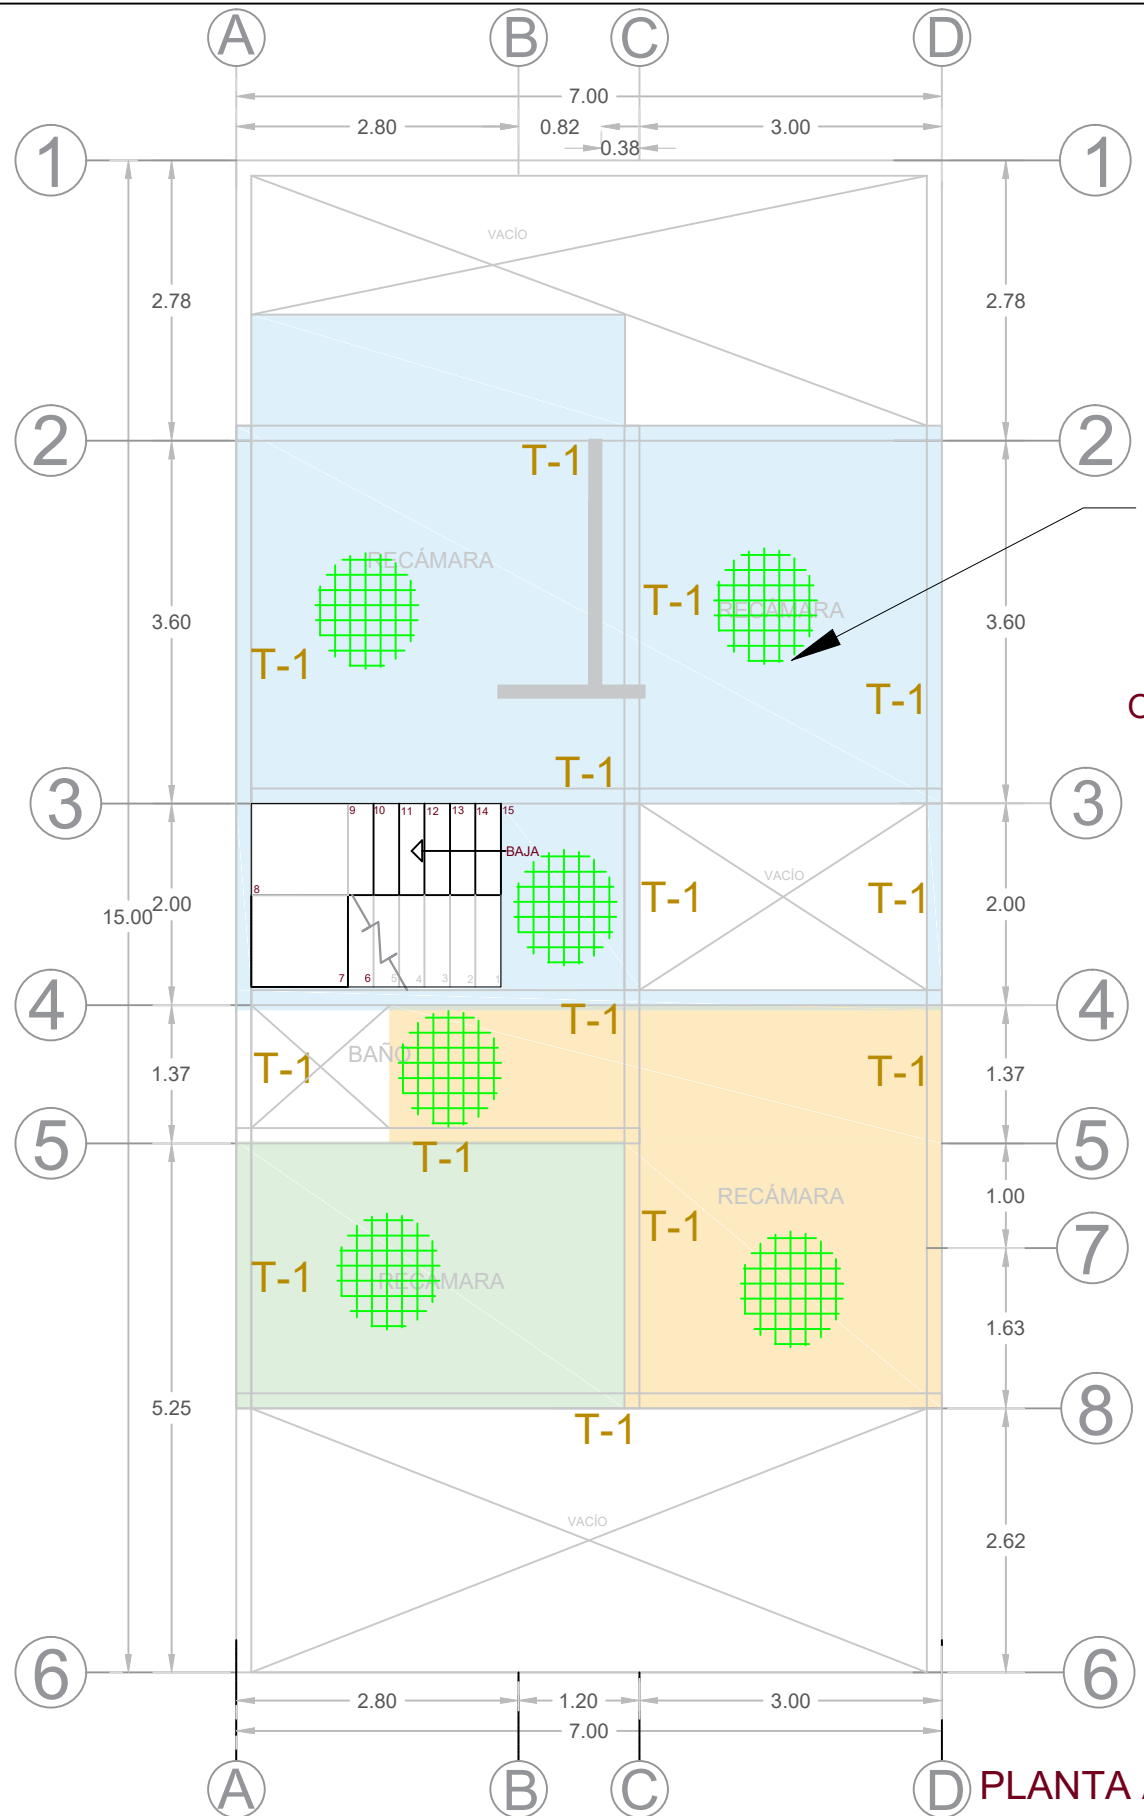 A B C D
7.00
2.80 0.82 3.00
0.38
1 1
VACÍO
2.78 2.78
2 2
T-1
RECÁMARA
T-1 RECÁMARA
3.60 3.60
T-1
T-1
T-1
3 3
9 10 11 12 13 14 15
BAJA
VACÍO
8
T-1 T-1
15.00 2.00 2.00
7 6 5 4 3 2 1
4 4
T-1
BAÑO
T-1 T-1
1.37 1.37
5 5
T-1
RECÁMARA
1.00
T-1
7
T-1
RECÁMARA
1.63
5.25
8
T-1
VACÍO
2.62
6 6
2.80 1.20 3.00
7.00
A B C D
PLANTA